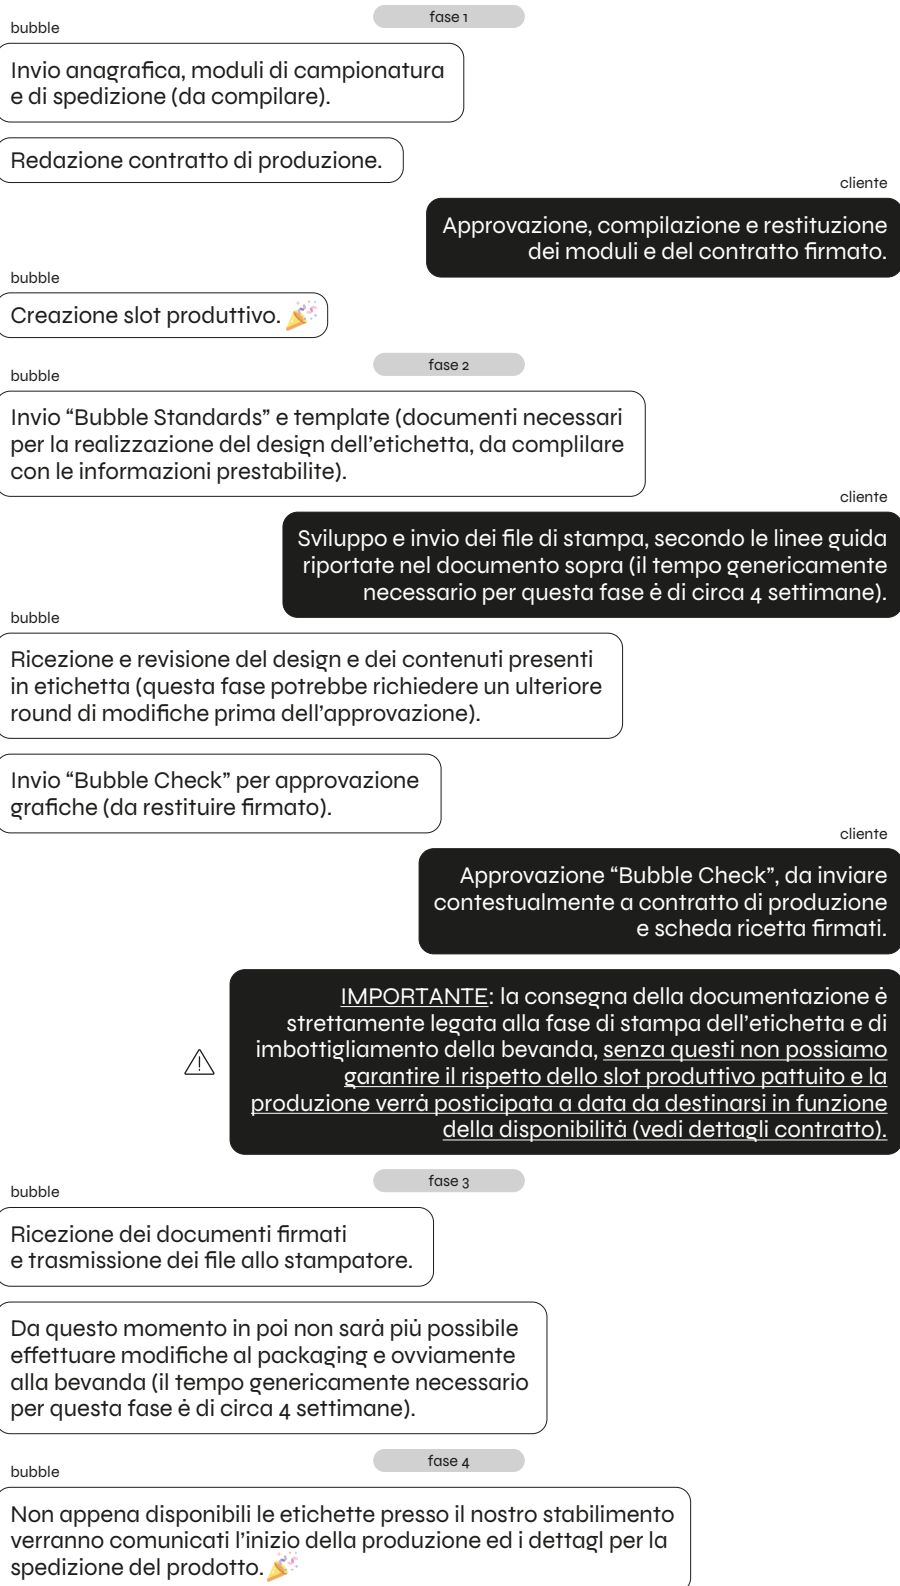 fase 1
bubble
Invio anagrafica, moduli di campionatura
e di spedizione (da compilare).
Redazione contratto di produzione.
cliente
Approvazione, compilazione e restituzione
dei moduli e del contratto firmato.
bubble
Creazione slot produttivo. 🎉
fase 2
bubble
Invio “Bubble Standards” e template (documenti necessari
per la realizzazione del design dell’etichetta, da complilare
con le informazioni prestabilite).
cliente
Sviluppo e invio dei file di stampa, secondo le linee guida
riportate nel documento sopra (il tempo genericamente
necessario per questa fase ė di circa 4 settimane).
bubble
Ricezione e revisione del design e dei contenuti presenti
in etichetta (questa fase potrebbe richiedere un ulteriore
round di modifiche prima dell’approvazione).
Invio “Bubble Check” per approvazione
grafiche (da restituire firmato).
cliente
Approvazione “Bubble Check”, da inviare
contestualmente a contratto di produzione
e scheda ricetta firmati.
IMPORTANTE: la consegna della documentazione ė
strettamente legata alla fase di stampa dell’etichetta e di
imbottigliamento della bevanda, senza questi non possiamo
garantire il rispetto dello slot produttivo pattuito e la
produzione verrȧ posticipata a data da destinarsi in funzione
della disponibilitȧ (vedi dettagli contratto).
fase 3
bubble
Ricezione dei documenti firmati
e trasmissione dei file allo stampatore.
Da questo momento in poi non sarȧ piu̇ possibile
effettuare modifiche al packaging e ovviamente
alla bevanda (il tempo genericamente necessario
per questa fase ė di circa 4 settimane).
fase 4
bubble
Non appena disponibili le etichette presso il nostro stabilimento
verranno comunicati l’inizio della produzione ed i dettagl per la
spedizione del prodotto. 🎉